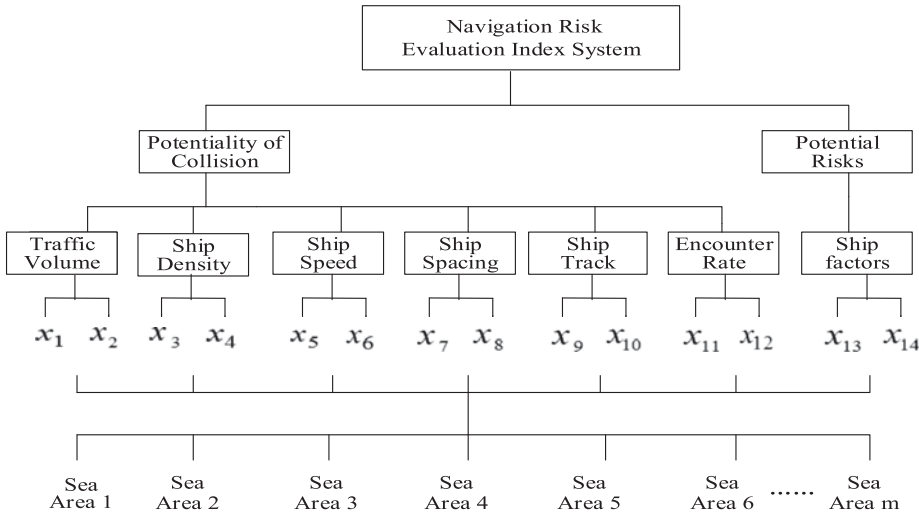 Navigation Risk
Evaluation Index System
Potentiality of
Collision
Potential
Risks
Traffic
Volume
Ship
Density
Ship
Speed
Ship
Spacing
Ship
Track
Encounter
Rate
Ship
factors
x₁ x₂ x₃ x₄ x₅ x₆ x₇ x₈ x₉ x₁₀ x₁₁ x₁₂ x₁₃ x₁₄
Sea
Area 1
Sea
Area 2
Sea
Area 3
Sea
Area 4
Sea
Area 5
Sea
Area 6
……
Sea
Area m